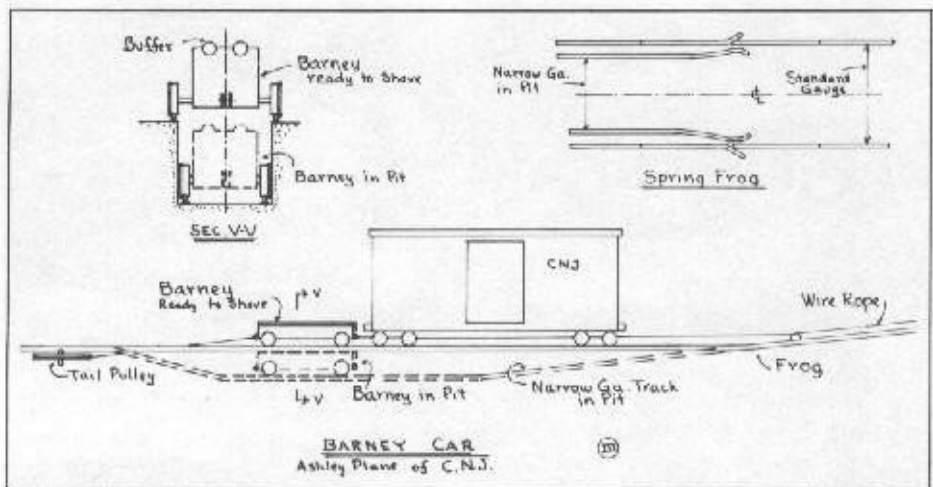 Buffer
Barney
ready to Shove
Barney in Pit
SEC V-V
Narrow Ga.
in Pit
Standard
Gauge
℄
Spring Frog
Barney
Ready to Shove
V
CNJ
Wire Rope
Tail Pulley
V
Barney in Pit
Narrow Ga. Track
in Pit
Frog
BARNEY CAR
Ashley Plane of C.N.J.